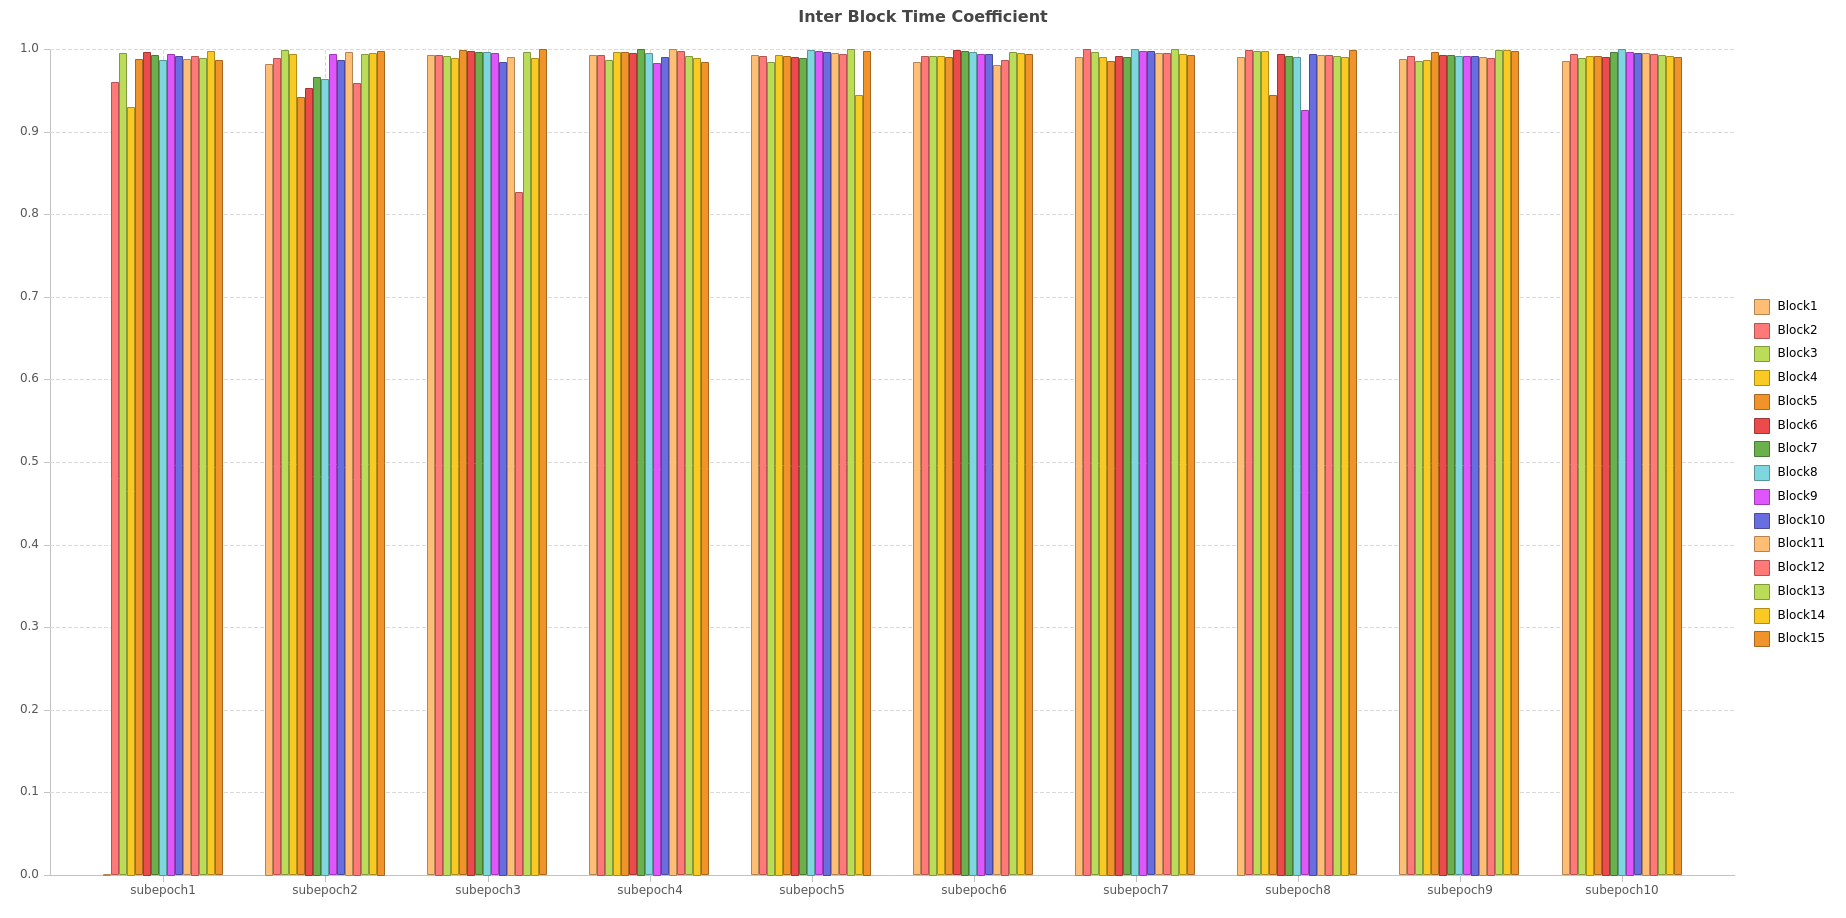 Inter Block Time Coefficient
1.0
0.9
0.8
0.7
0.6
0.5
0.4
0.3
0.2
0.1
0.0
subepoch1 subepoch2 subepoch3 subepoch4 subepoch5 subepoch6 subepoch7 subepoch8 subepoch9 subepoch10
Block1
Block2
Block3
Block4
Block5
Block6
Block7
Block8
Block9
Block10
Block11
Block12
Block13
Block14
Block15